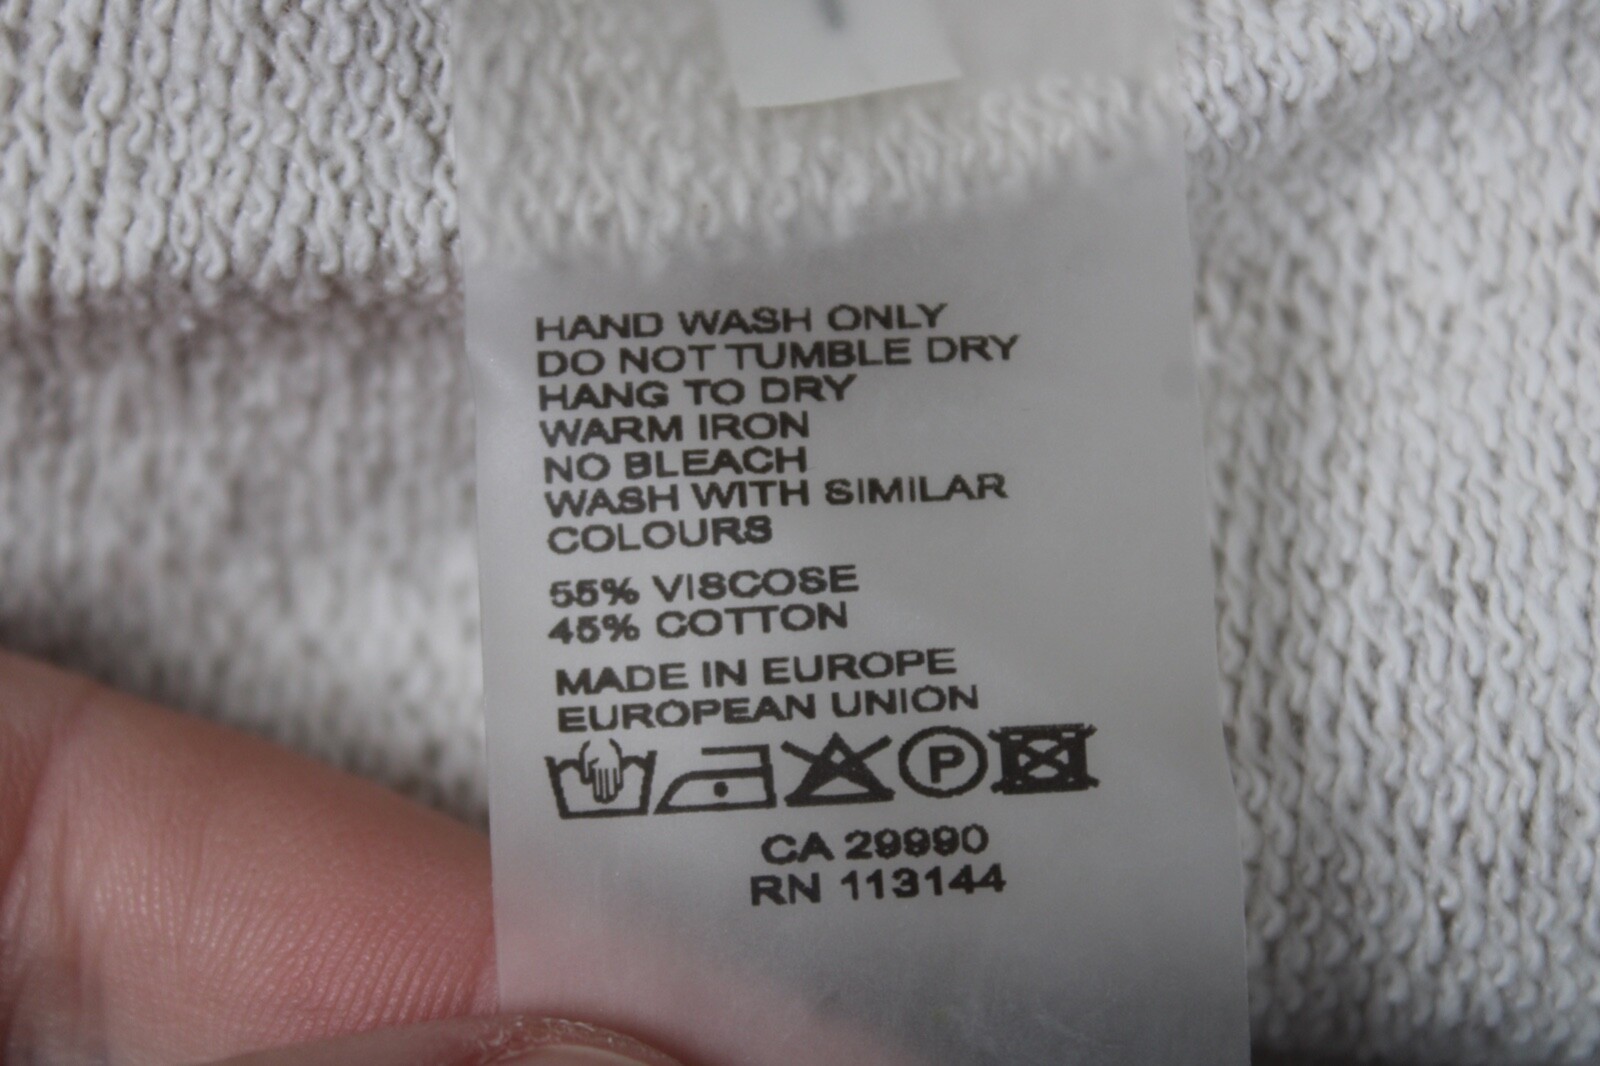 HAND WASH ONLY
DO NOT TUMBLE DRY
HANG TO DRY
WARM IRON
NO BLEACH
WASH WITH SIMILAR
COLOURS
55% VISCOSE
45% COTTON
MADE IN EUROPE
EUROPEAN UNION
P
CA 29990
RN 113144